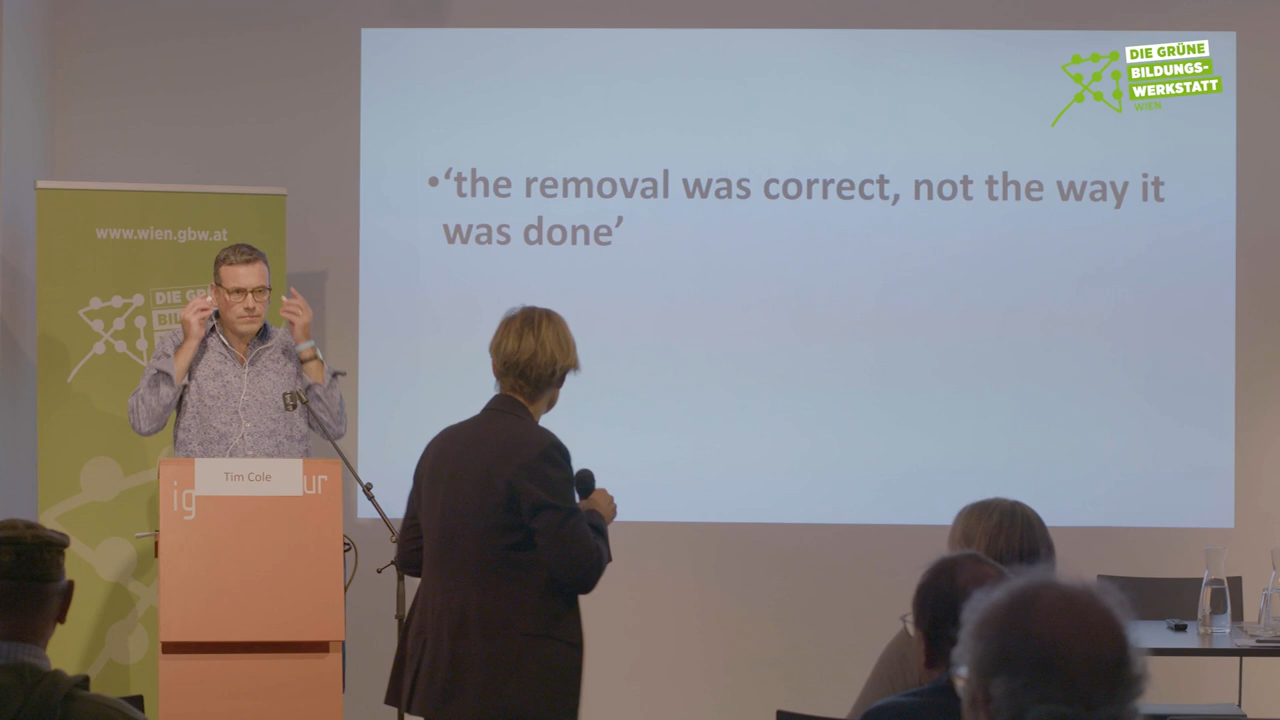 DIE GRÜNE
BILDUNGS-
WERKSTATT
WIEN
•‘the removal was correct, not the way it
was done’
www.wien.gbw.at
DIE GR
BIL
Tim Cole
ig
ur